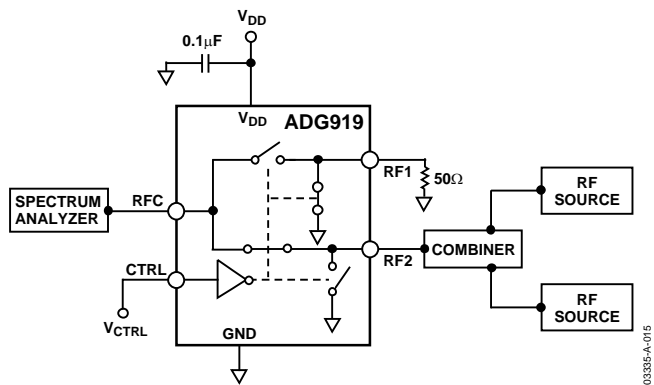 VDD
0.1µF
VDD
ADG919
RF1
50Ω
SPECTRUM
ANALYZER
RFC
RF
SOURCE
RF2
COMBINER
CTRL
VCTRL
GND
RF
SOURCE
03335-A-015